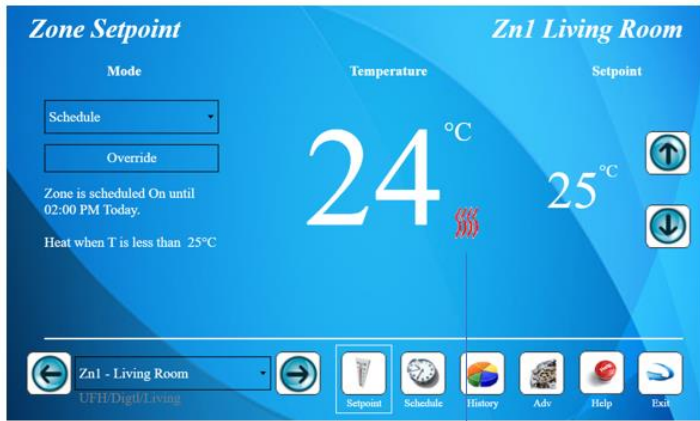 Zone Setpoint
Zn1 Living Room
Mode
Temperature
Setpoint
Schedule
Override
Zone is scheduled On until
02:00 PM Today.
Heat when T is less than 25°C
24 °C
25 °C
Zn1 - Living Room
UFH/Digtl/Living
Setpoint
Schedule
History
Adv
Help
Exit